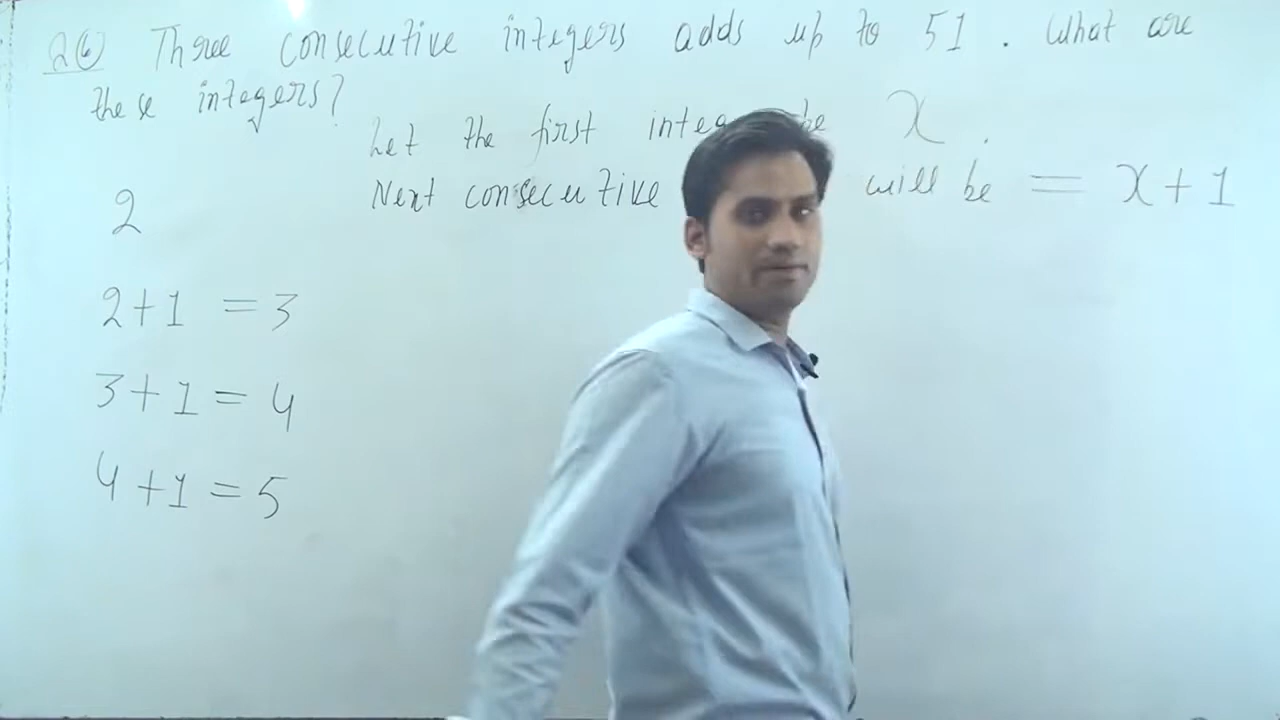 Q6 Three consecutive integers adds up to 51 . What are
these integers?
Let the first be x .
Next consecutive will be = x+1
2
2+1 = 3
3+1 = 4
4+1 = 5